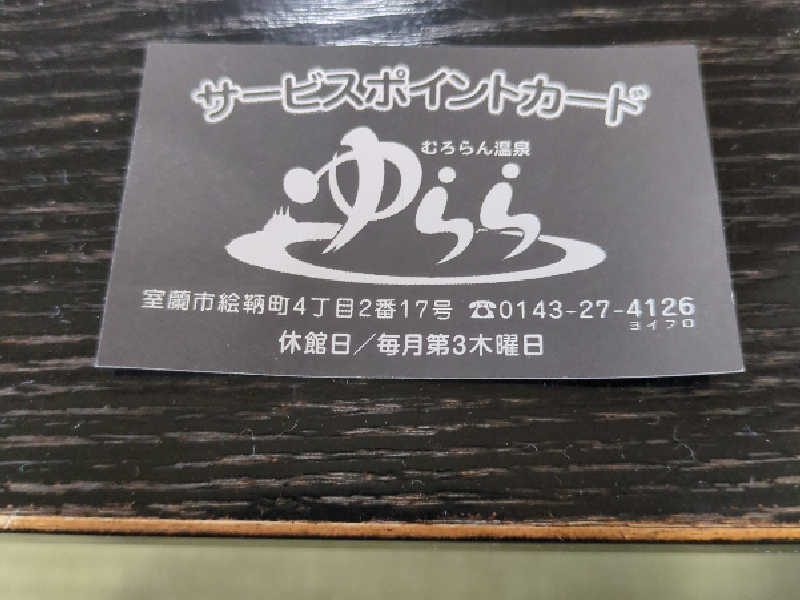 サービスポイントカード
むろらん温泉
ゆらら
室蘭市絵鞆町4丁目2番17号 ☎0143-27-4126
ヨイフロ
休館日／毎月第3木曜日